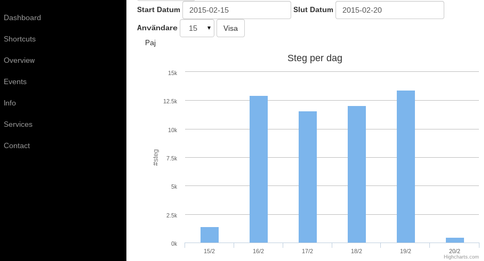 Dashboard
Shortcuts
Overview
Events
Info
Services
Contact
Start Datum 2015-02-15 Slut Datum 2015-02-20
Användare 15 Visa
Paj
Steg per dag
#steg
15k
12.5k
10k
7.5k
5k
2.5k
0k
15/2 16/2 17/2 18/2 19/2 20/2
Highcharts.com